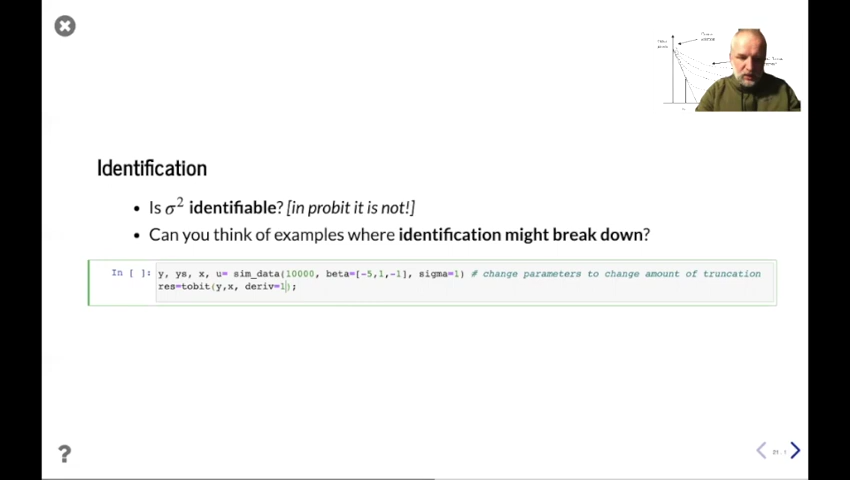 Identification
• Is σ² identifiable? [in probit it is not!]
• Can you think of examples where identification might break down?
In [ ]: y, ys, x, u= sim_data(10000, beta=[-5,1,-1], sigma=1) # change parameters to change amount of truncation
res=tobit(y,x, deriv=1);
?